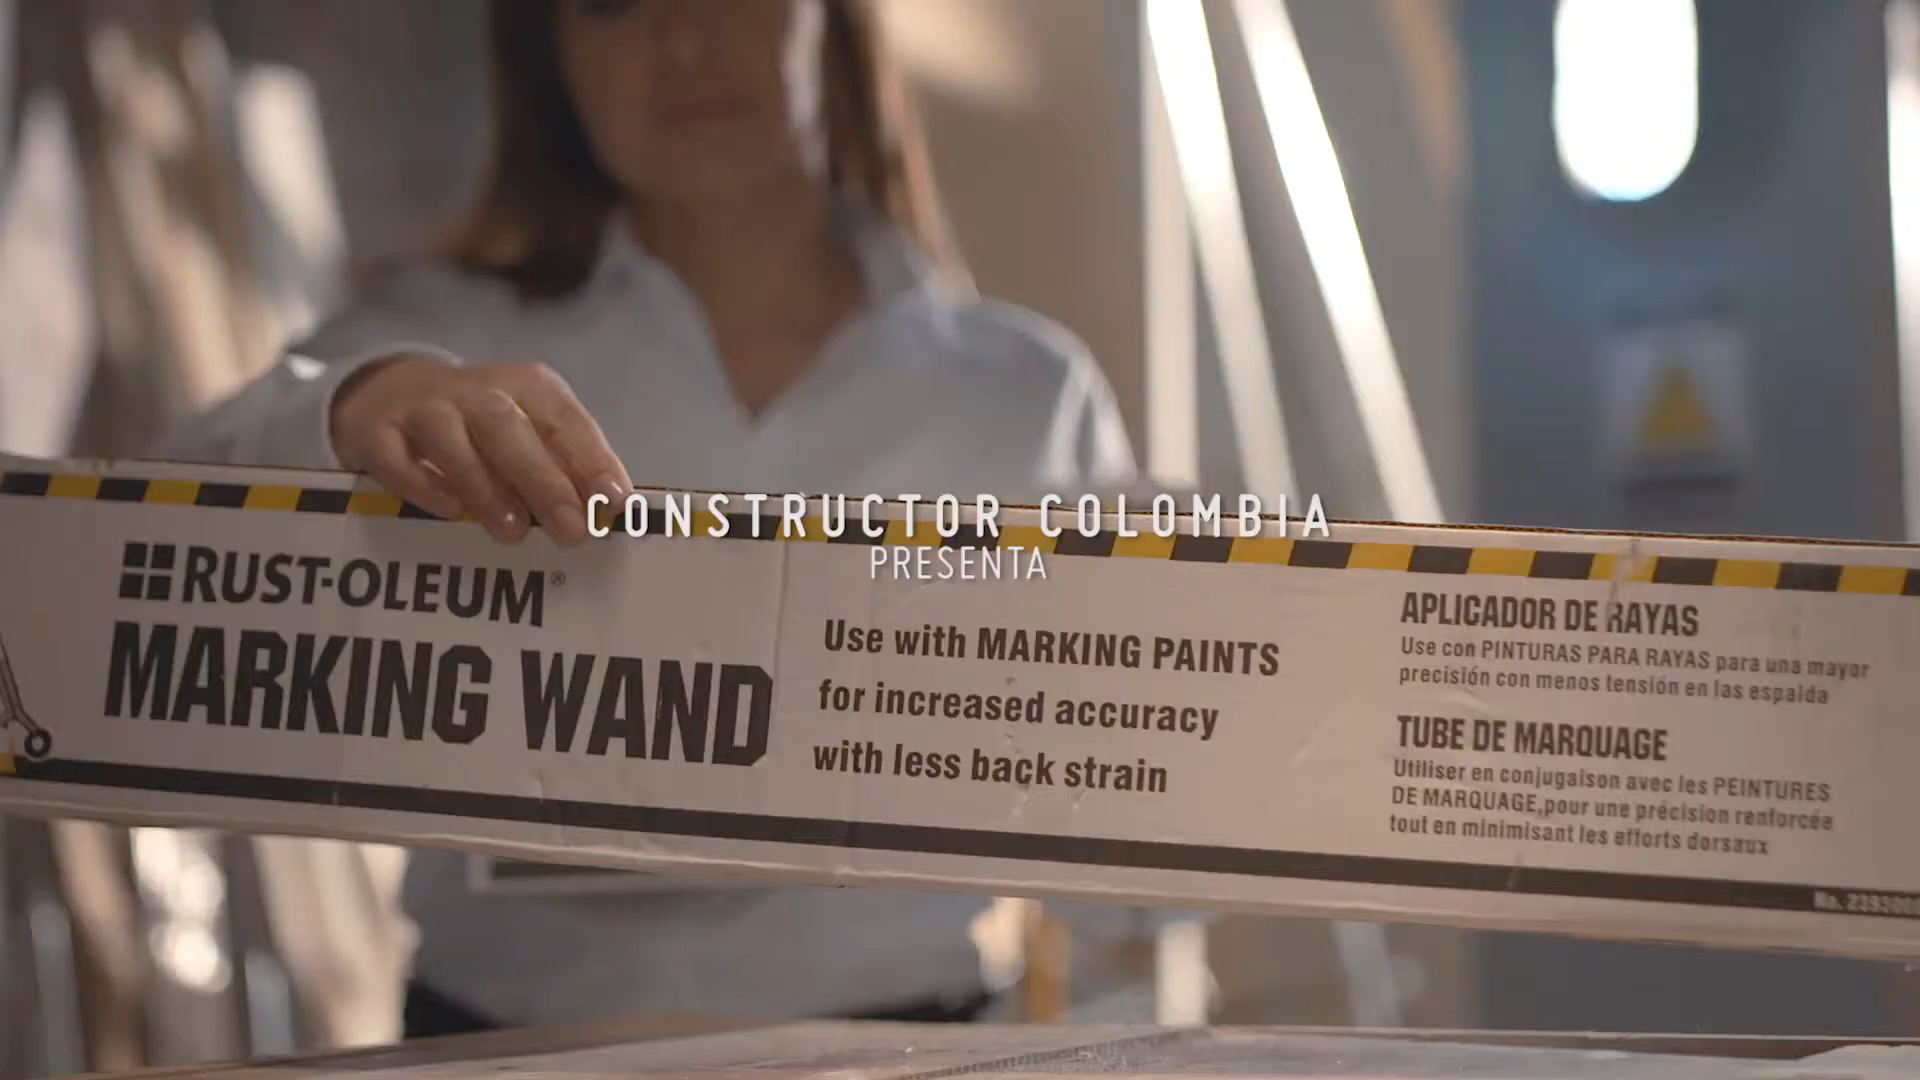 CONSTRUCTOR COLOMBIA
PRESENTA
RUST-OLEUM®
MARKING WAND
Use with MARKING PAINTS
for increased accuracy
with less back strain
APLICADOR DE RAYAS
Use con PINTURAS PARA RAYAS para una mayor
precisión con menos tensión en las espalda
TUBE DE MARQUAGE
Utiliser en conjugaison avec les PEINTURES
DE MARQUAGE, pour une précision renforcée
tout en minimisant les efforts dorsaux